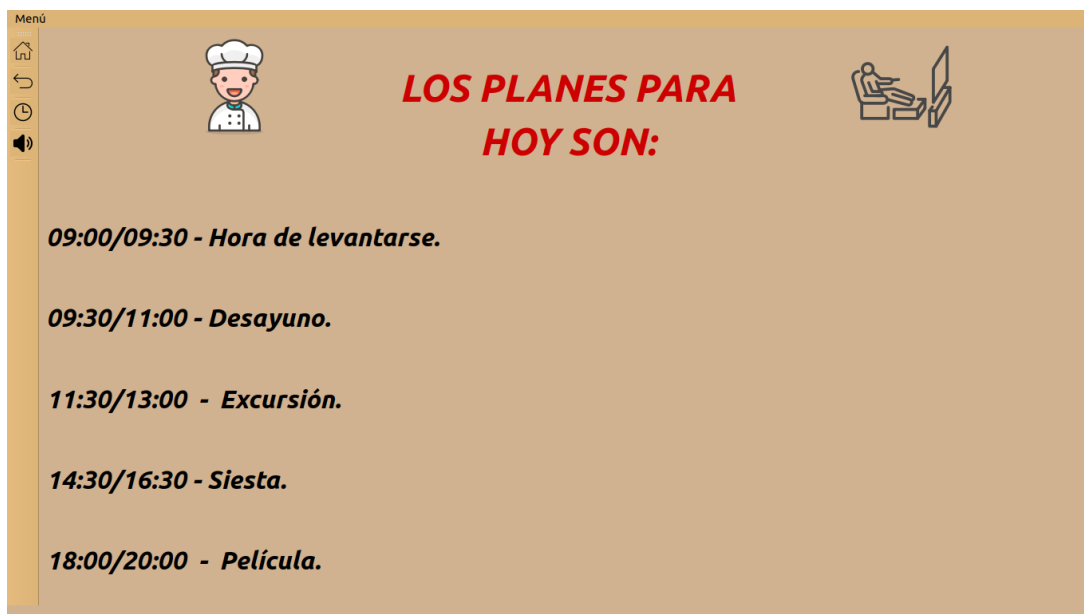 Menú
LOS PLANES PARA
HOY SON:
09:00/09:30 - Hora de levantarse.
09:30/11:00 - Desayuno.
11:30/13:00 - Excursión.
14:30/16:30 - Siesta.
18:00/20:00 - Película.